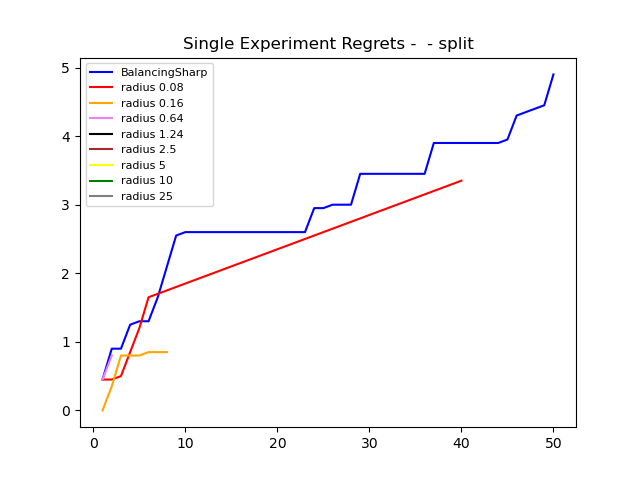 Single Experiment Regrets -  - split
BalancingSharp
radius 0.08
radius 0.16
radius 0.64
radius 1.24
radius 2.5
radius 5
radius 10
radius 25
5
4
3
2
1
0
0 10 20 30 40 50